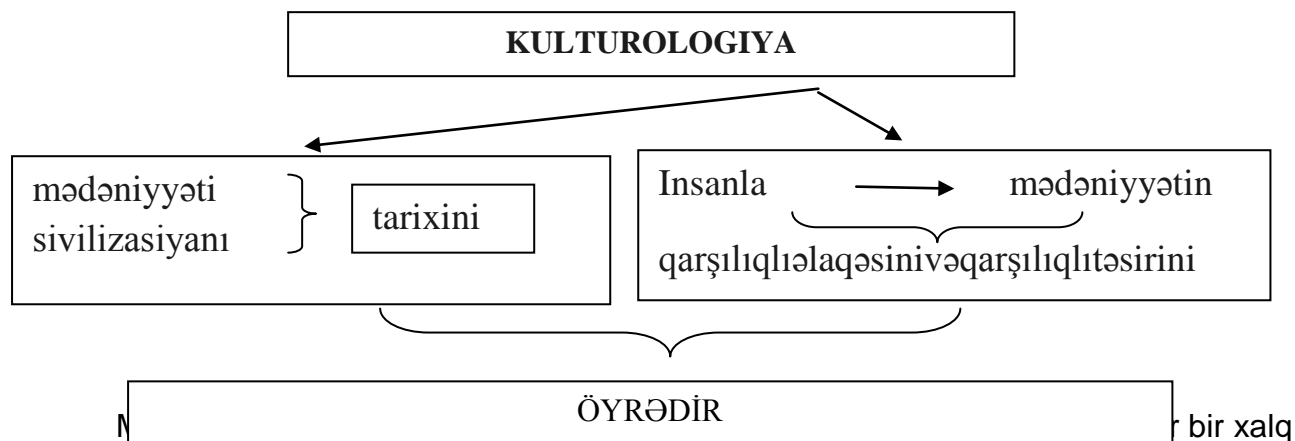 KULTUROLOGIYA
mədəniyyəti
sivilizasiyanı
tarixini
Insanla mədəniyyətin
qarşılıqlıəlaqəsinivəqarşılıqlıtəsirini
ÖYRƏDİR
bir xalq